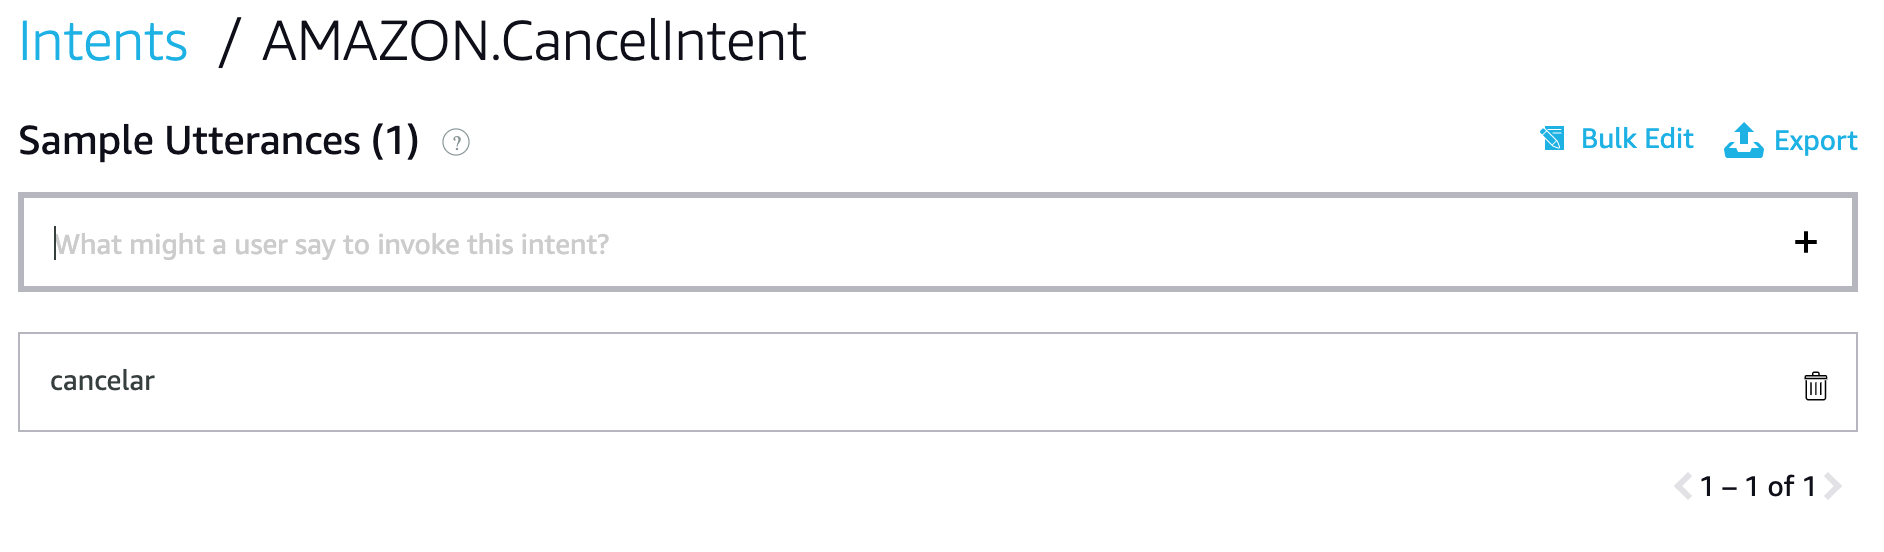 Intents / AMAZON.CancelIntent
Sample Utterances (1) ?
Bulk Edit Export
What might a user say to invoke this intent? +
cancelar
1 – 1 of 1